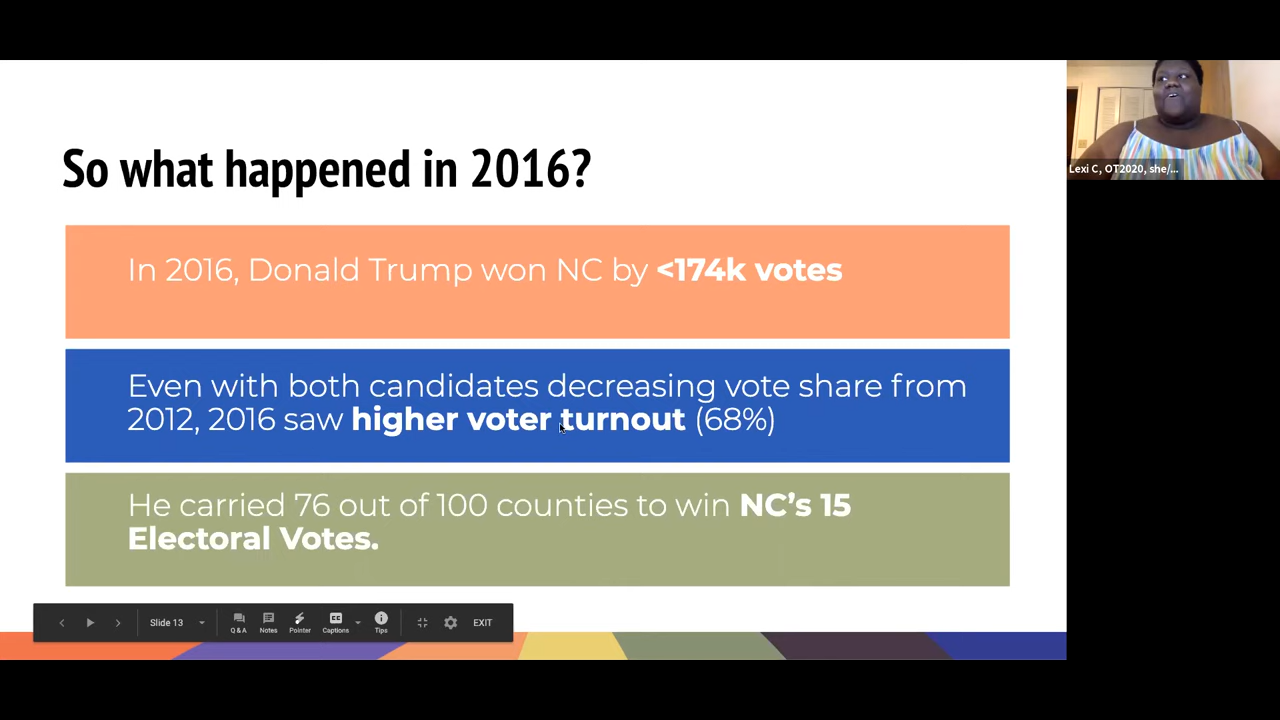 So what happened in 2016?
In 2016, Donald Trump won NC by <174k votes
Even with both candidates decreasing vote share from
2012, 2016 saw higher voter turnout (68%)
He carried 76 out of 100 counties to win NC's 15
Electoral Votes.
Slide 13
Q & A
Notes
Pointer
Captions
Tips
EXIT
Lexi C, OT2020, she/...